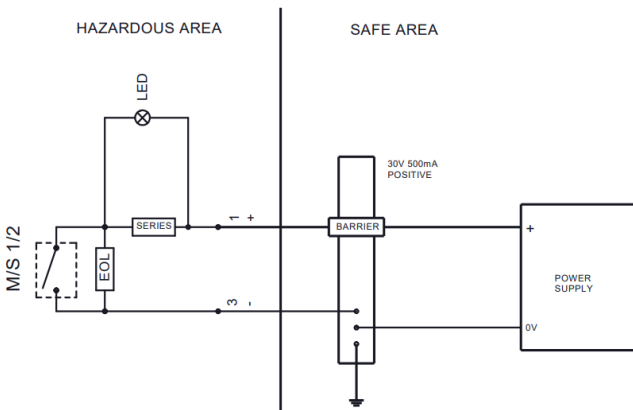 HAZARDOUS AREA
SAFE AREA
LED
30V 500mA
POSITIVE
M/S 1/2
SERIES
EOL
1 +
BARRIER
+
POWER
SUPPLY
3 -
0V